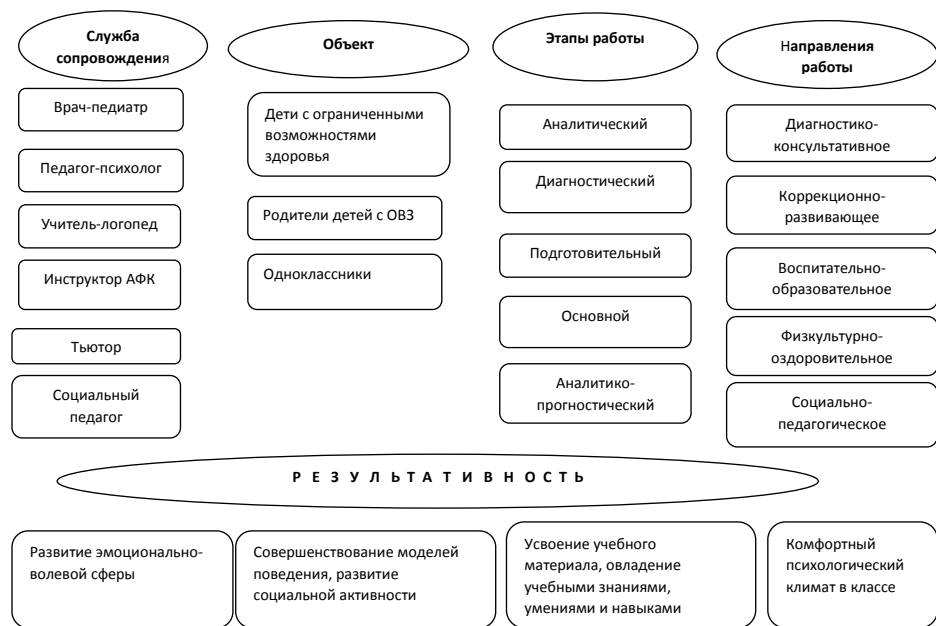 Служба
сопровождения
Врач-педиатр
Педагог-психолог
Учитель-логопед
Инструктор АФК
Тьютор
Социальный
педагог
Объект
Дети с ограниченными
возможностями
здоровья
Родители детей с ОВЗ
Одноклассники
Этапы работы
Аналитический
Диагностический
Подготовительный
Основной
Аналитико-
прогностический
Направления
работы
Диагностико-
консультативное
Коррекционно-
развивающее
Воспитательно-
образовательное
Физкультурно-
оздоровительное
Социально-
педагогическое
Р Е З У Л Ь Т А Т И В Н О С Т Ь
Развитие эмоционально-
волевой сферы
Совершенствование моделей
поведения, развитие
социальной активности
Усвоение учебного
материала, овладение
учебными знаниями,
умениями и навыками
Комфортный
психологический
климат в классе